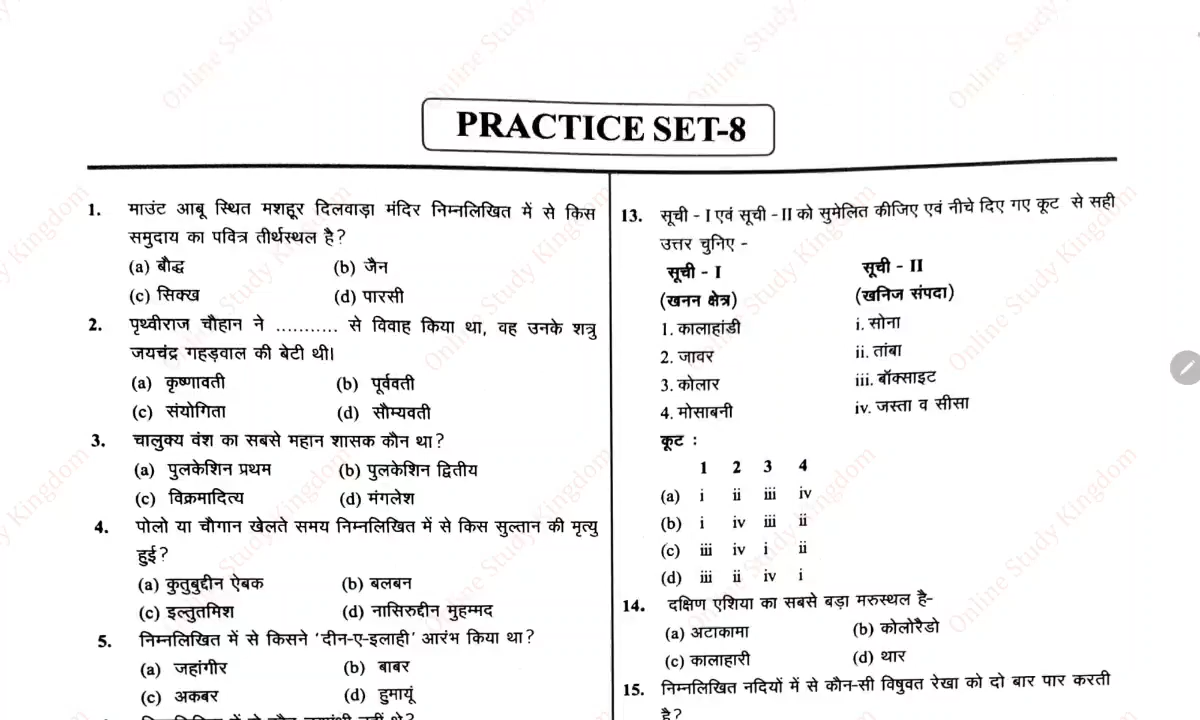 PRACTICE SET-8
1. माउंट आबू स्थित मशहूर दिलवाड़ा मंदिर निम्नलिखित में से किस
समुदाय का पवित्र तीर्थस्थल है?
(a) बौद्ध (b) जैन
(c) सिक्ख (d) पारसी
2. पृथ्वीराज चौहान ने ........... से विवाह किया था, वह उनके शत्रु
जयचंद्र गहड़वाल की बेटी थी।
(a) कृष्णावती (b) पूर्ववती
(c) संयोगिता (d) सौम्यवती
3. चालुक्य वंश का सबसे महान शासक कौन था?
(a) पुलकेशिन प्रथम (b) पुलकेशिन द्वितीय
(c) विक्रमादित्य (d) मंगलेश
4. पोलो या चौगान खेलते समय निम्नलिखित में से किस सुल्तान की मृत्यु
हुई?
(a) कुतुबुद्दीन ऐबक (b) बलबन
(c) इल्तुतमिश (d) नासिरुद्दीन मुहम्मद
5. निम्नलिखित में से किसने 'दीन-ए-इलाही' आरंभ किया था?
(a) जहांगीर (b) बाबर
(c) अकबर (d) हुमायूं
13. सूची - I एवं सूची - II को सुमेलित कीजिए एवं नीचे दिए गए कूट से सही
उत्तर चुनिए -
सूची - I सूची - II
(खनन क्षेत्र) (खनिज संपदा)
1. कालाहांडी i. सोना
2. जावर ii. तांबा
3. कोलार iii. बॉक्साइट
4. मोसाबनी iv. जस्ता व सीसा
कूट :
1 2 3 4
(a) i ii iii iv
(b) i iv iii ii
(c) iii iv i ii
(d) iii ii iv i
14. दक्षिण एशिया का सबसे बड़ा मरुस्थल है-
(a) अटाकामा (b) कोलोरैडो
(c) कालाहारी (d) थार
15. निम्नलिखित नदियों में से कौन-सी विषुवत रेखा को दो बार पार करती
है?
Online Study Kingdom